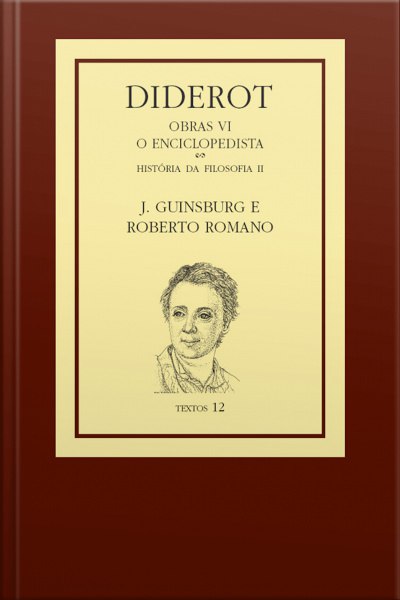 DIDEROT
OBRAS VI
O ENCICLOPEDISTA
HISTÓRIA DA FILOSOFIA II
J. GUINSBURG E
ROBERTO ROMANO
TEXTOS 12